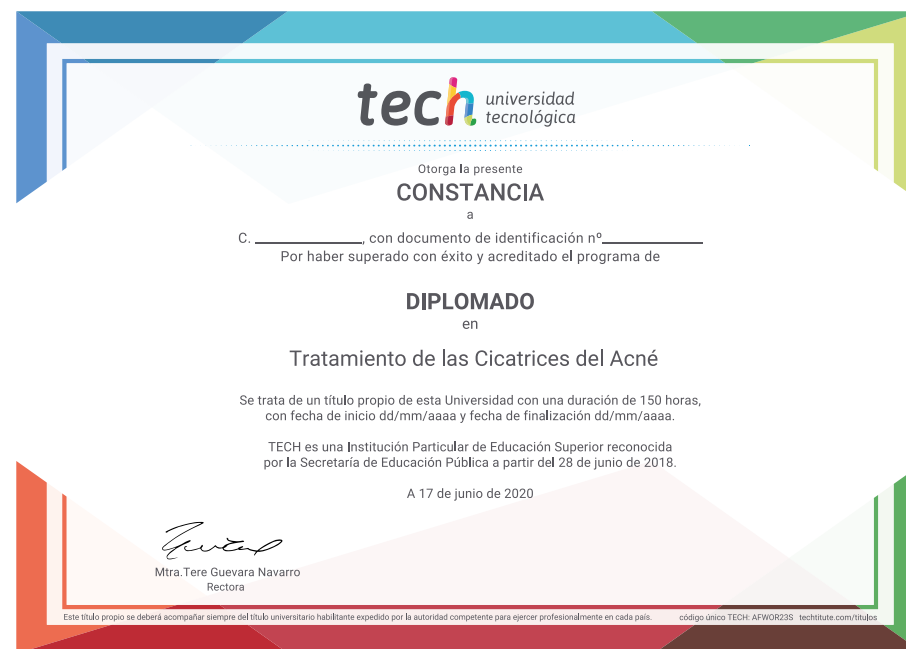 tech universidad
tecnológica
Otorga la presente
CONSTANCIA
a
C. ____________, con documento de identificación nº____________
Por haber superado con éxito y acreditado el programa de
DIPLOMADO
en
Tratamiento de las Cicatrices del Acné
Se trata de un título propio de esta Universidad con una duración de 150 horas,
con fecha de inicio dd/mm/aaaa y fecha de finalización dd/mm/aaaa.
TECH es una Institución Particular de Educación Superior reconocida
por la Secretaría de Educación Pública a partir del 28 de junio de 2018.
A 17 de junio de 2020
Mtra.Tere Guevara Navarro
Rectora
Este título propio se deberá acompañar siempre del título universitario habilitante expedido por la autoridad competente para ejercer profesionalmente en cada país. código único TECH: AFWOR23S techtitute.com/titulos